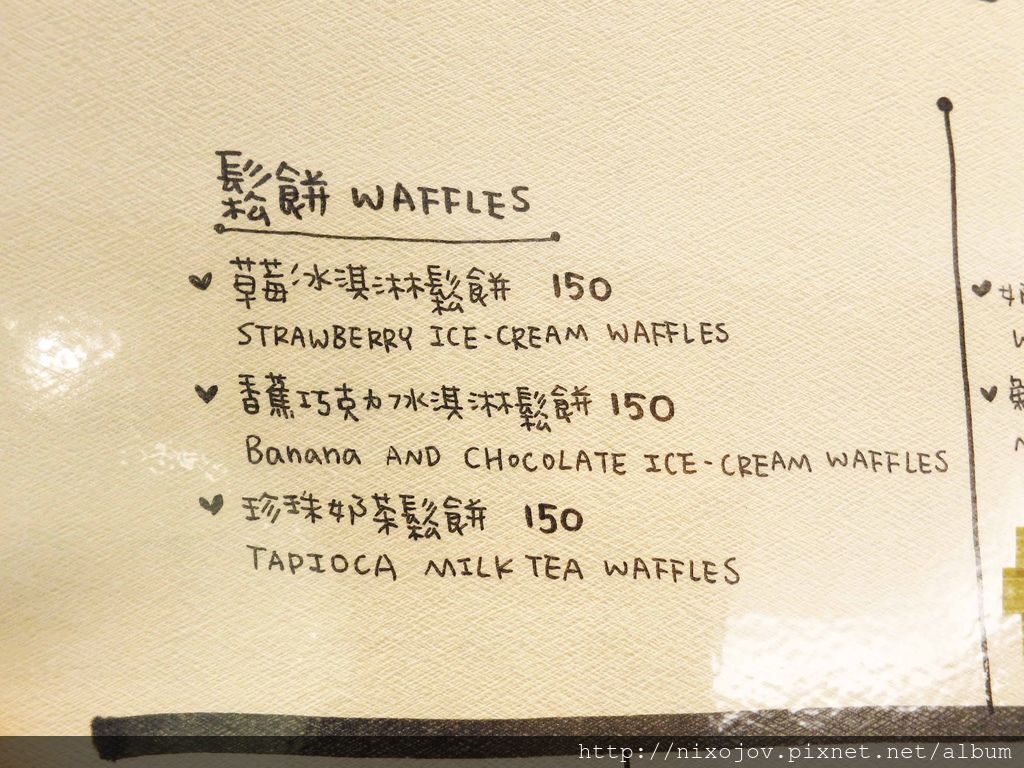 鬆餅 WAFFLES
♥ 草莓冰淇淋鬆餅 150
STRAWBERRY ICE-CREAM WAFFLES
♥ 香蕉巧克力冰淇淋鬆餅 150
Banana AND CHOCOLATE ICE-CREAM WAFFLES
♥ 珍珠奶茶鬆餅 150
TAPIOCA MILK TEA WAFFLES
http://nixojov.pixnet.net/album